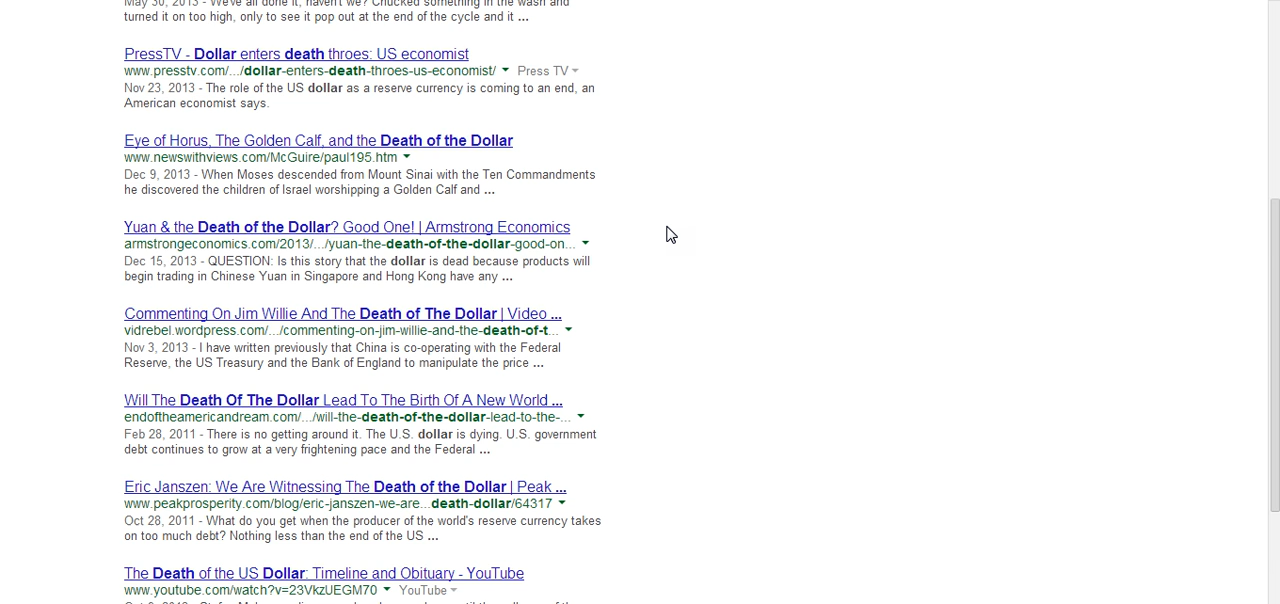 May 30, 2013 - We've all done it, haven't we? Chucked something in the wash and
turned it on too high, only to see it pop out at the end of the cycle and it ...
PressTV - Dollar enters death throes: US economist
www.presstv.com/.../dollar-enters-death-throes-us-economist/ Press TV
Nov 23, 2013 - The role of the US dollar as a reserve currency is coming to an end, an
American economist says.
Eye of Horus, The Golden Calf, and the Death of the Dollar
www.newswithviews.com/McGuire/paul195.htm
Dec 9, 2013 - When Moses descended from Mount Sinai with the Ten Commandments
he discovered the children of Israel worshipping a Golden Calf and ...
Yuan & the Death of the Dollar? Good One! | Armstrong Economics
armstrongeconomics.com/2013/.../yuan-the-death-of-the-dollar-good-on...
Dec 15, 2013 - QUESTION: Is this story that the dollar is dead because products will
begin trading in Chinese Yuan in Singapore and Hong Kong have any ...
Commenting On Jim Willie And The Death of The Dollar | Video ...
vidrebel.wordpress.com/.../commenting-on-jim-willie-and-the-death-of-t...
Nov 3, 2013 - I have written previously that China is co-operating with the Federal
Reserve, the US Treasury and the Bank of England to manipulate the price ...
Will The Death Of The Dollar Lead To The Birth Of A New World ...
endoftheamericandream.com/.../will-the-death-of-the-dollar-lead-to-the-...
Feb 28, 2011 - There is no getting around it. The U.S. dollar is dying. U.S. government
debt continues to grow at a very frightening pace and the Federal ...
Eric Janszen: We Are Witnessing The Death of the Dollar | Peak ...
www.peakprosperity.com/blog/eric-janszen-we-are...death-dollar/64317
Oct 28, 2011 - What do you get when the producer of the world's reserve currency takes
on too much debt? Nothing less than the end of the US ...
The Death of the US Dollar: Timeline and Obituary - YouTube
www.youtube.com/watch?v=23VkzUEGM70 YouTube